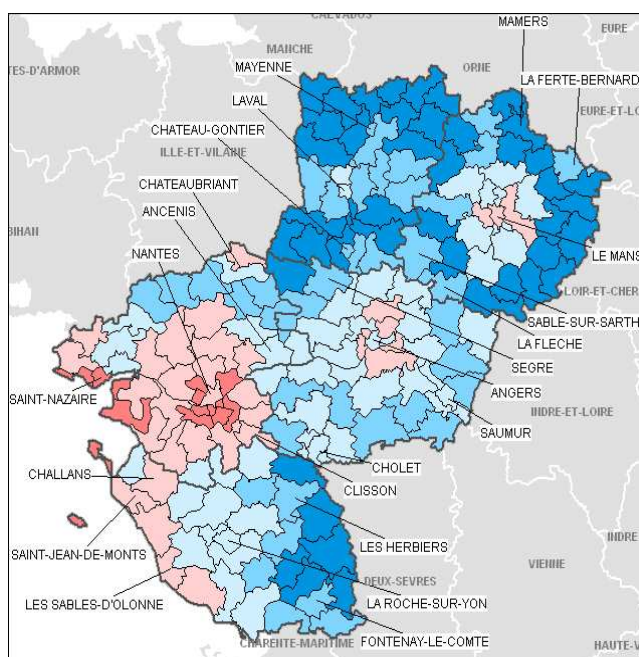 CALVADOS
EURE
MAMERS
MANCHE
TES-D'ARMOR
MAYENNE
ORNE
LA FERTE-BERNARD
LAVAL
EURE-ET-LO
CHATEAU-GONTIER
ILLE-ET-VILAINE
CHATEAUBRIANT
ANCENIS
BIHAN
NANTES
LE MANS
LOIR-ET-CHER
SABLE-SUR-SARTH
LA FLECHE
SEGRE
SAINT-NAZAIRE
ANGERS
INDRE-ET-LOIRE
SAUMUR
CHALLANS
CHOLET
CLISSON
INDRE
SAINT-JEAN-DE-MONTS
LES HERBIERS
VIENNE
DEUX-SEVRES
LES SABLES-D'OLONNE
LA ROCHE-SUR-YON
FONTENAY-LE-COMTE
CHARENTE-MARITIME
HAUTE-V